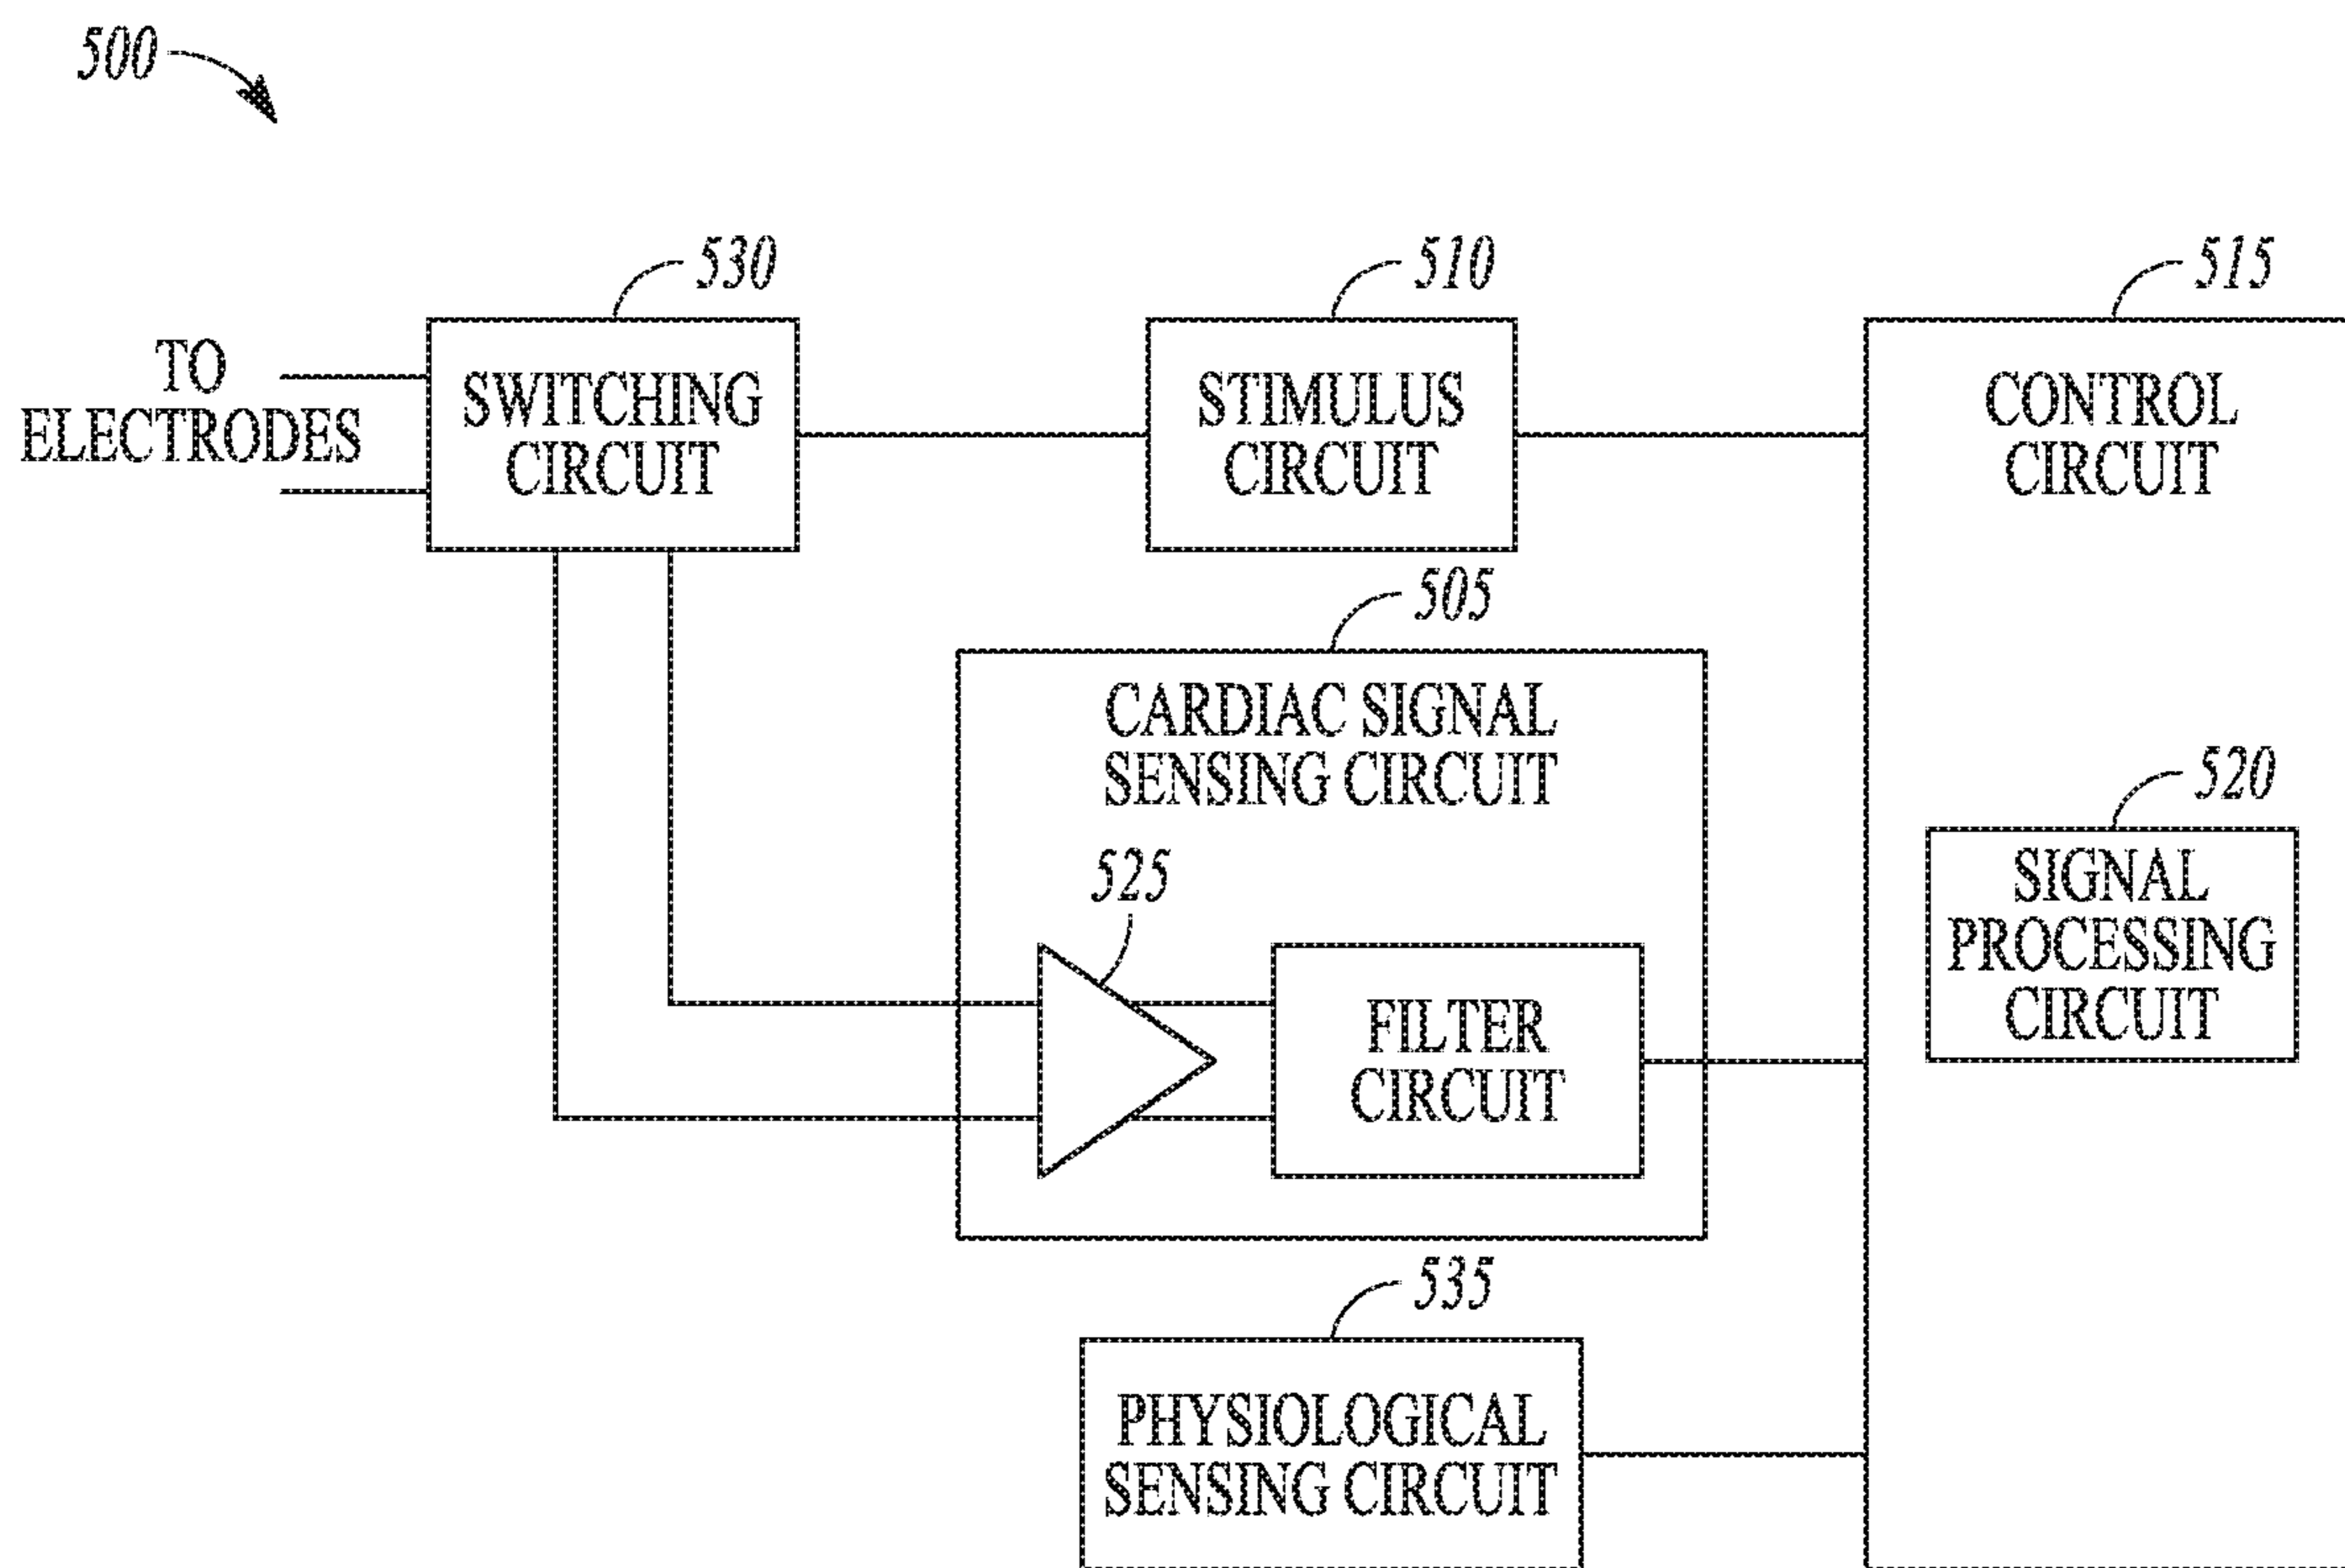 500
530
510
515
TO
ELECTRODES
SWITCHING
CIRCUIT
STIMULUS
CIRCUIT
CONTROL
CIRCUIT
505
CARDIAC SIGNAL
SENSING CIRCUIT
520
525
SIGNAL
PROCESSING
CIRCUIT
FILTER
CIRCUIT
535
PHYSIOLOGICAL
SENSING CIRCUIT